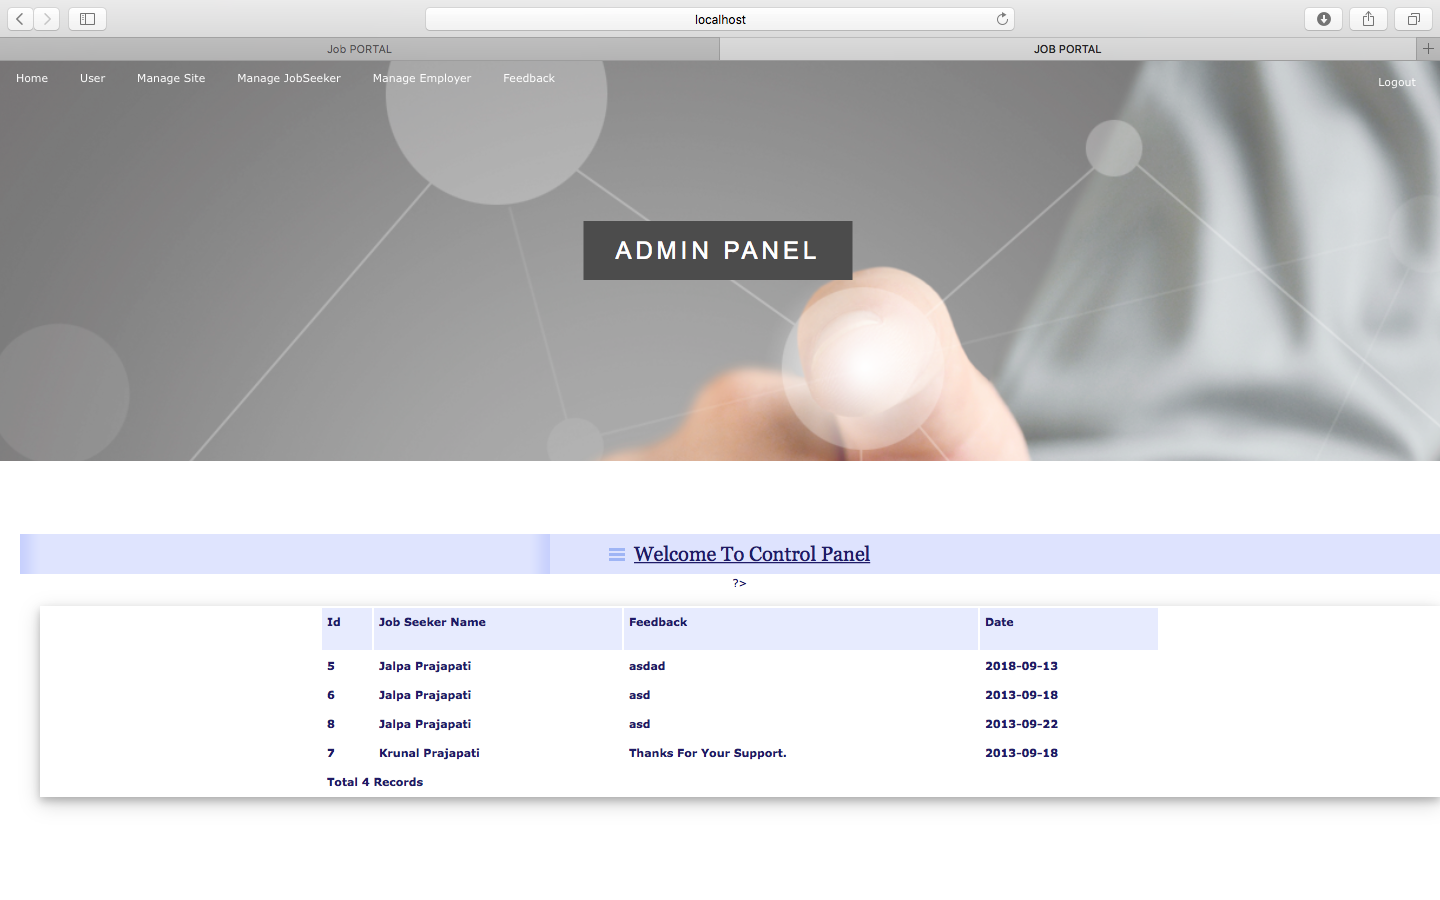 localhost
Job PORTAL
JOB PORTAL
Home User Manage Site Manage JobSeeker Manage Employer Feedback
Logout
ADMIN PANEL
Welcome To Control Panel
?>
Id Job Seeker Name Feedback Date
5 Jalpa Prajapati asdad 2018-09-13
6 Jalpa Prajapati asd 2013-09-18
8 Jalpa Prajapati asd 2013-09-22
7 Krunal Prajapati Thanks For Your Support. 2013-09-18
Total 4 Records